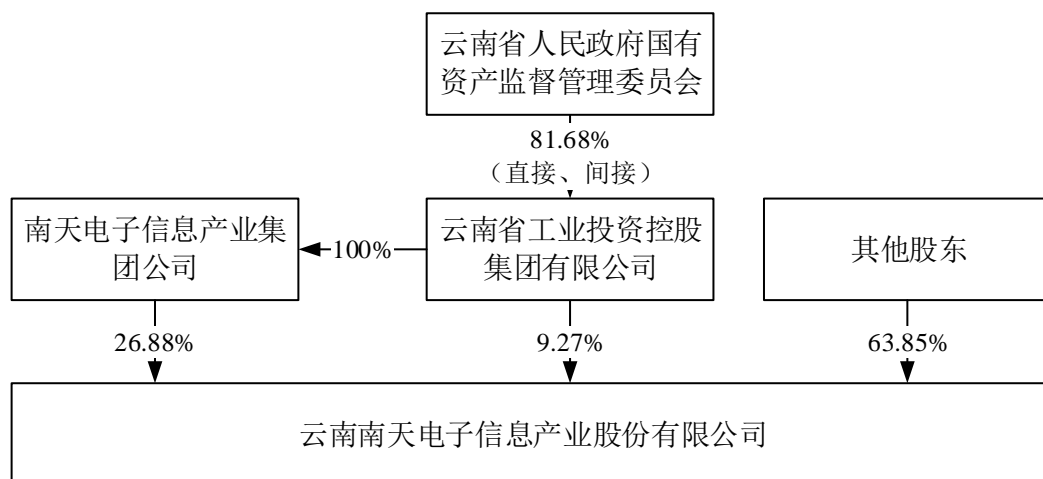 云南省人民政府国有
资产监督管理委员会
81.68%
（直接、间接）
南天电子信息产业集
团公司
100%
云南省工业投资控股
集团有限公司
其他股东
26.88%
9.27%
63.85%
云南南天电子信息产业股份有限公司